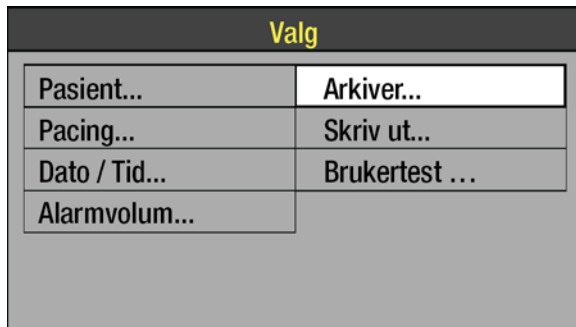 Valg
Pasient...
Arkiver...
Pacing...
Skriv ut...
Dato / Tid...
Brukertest ...
Alarmvolum...